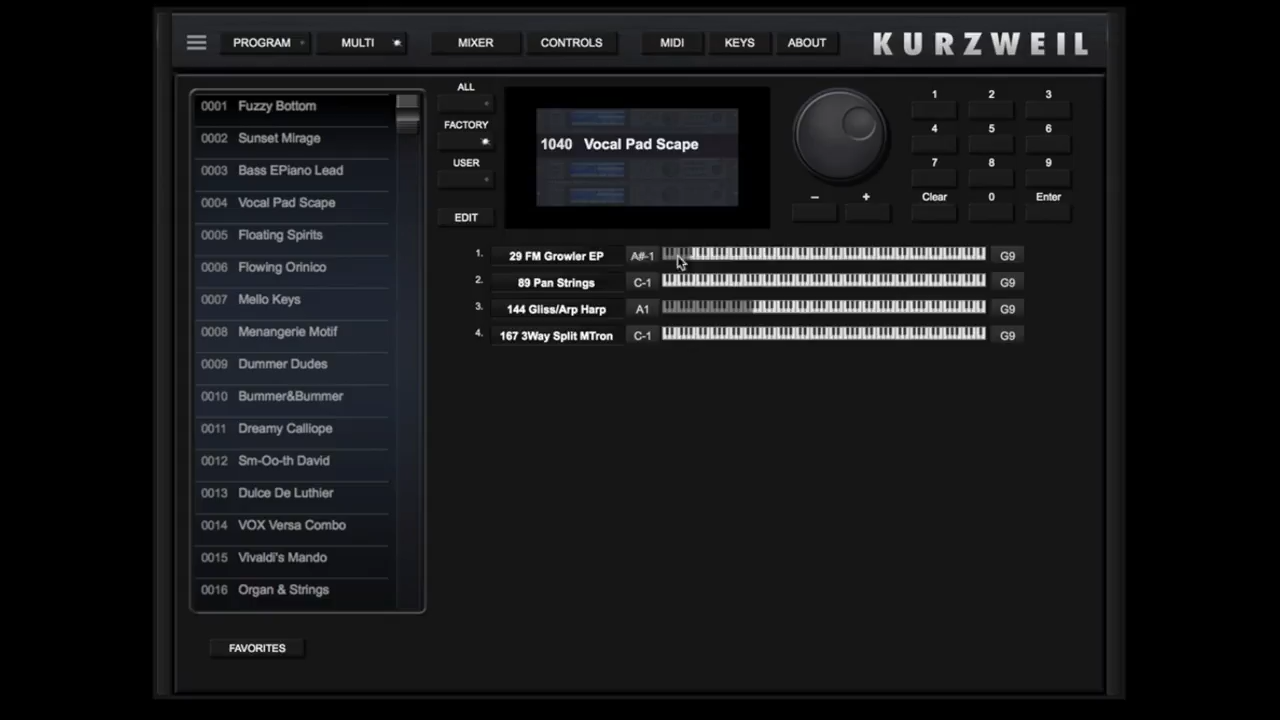 PROGRAM MULTI MIXER CONTROLS MIDI KEYS ABOUT KURZWEIL
0001 Fuzzy Bottom
0002 Sunset Mirage
0003 Bass EPiano Lead
0004 Vocal Pad Scape
0005 Floating Spirits
0006 Flowing Orinico
0007 Mello Keys
0008 Menangerie Motif
0009 Dummer Dudes
0010 Bummer&Bummer
0011 Dreamy Calliope
0012 Sm-Oo-th David
0013 Dulce De Luthier
0014 VOX Versa Combo
0015 Vivaldi's Mando
0016 Organ & Strings
FAVORITES
ALL
FACTORY
USER
EDIT
1040 Vocal Pad Scape
- +
1 2 3
4 5 6
7 8 9
Clear 0 Enter
1. 29 FM Growler EP A#-1 G9
2. 89 Pan Strings C-1 G9
3. 144 Gliss/Arp Harp A1 G9
4. 167 3Way Split MTron C-1 G9